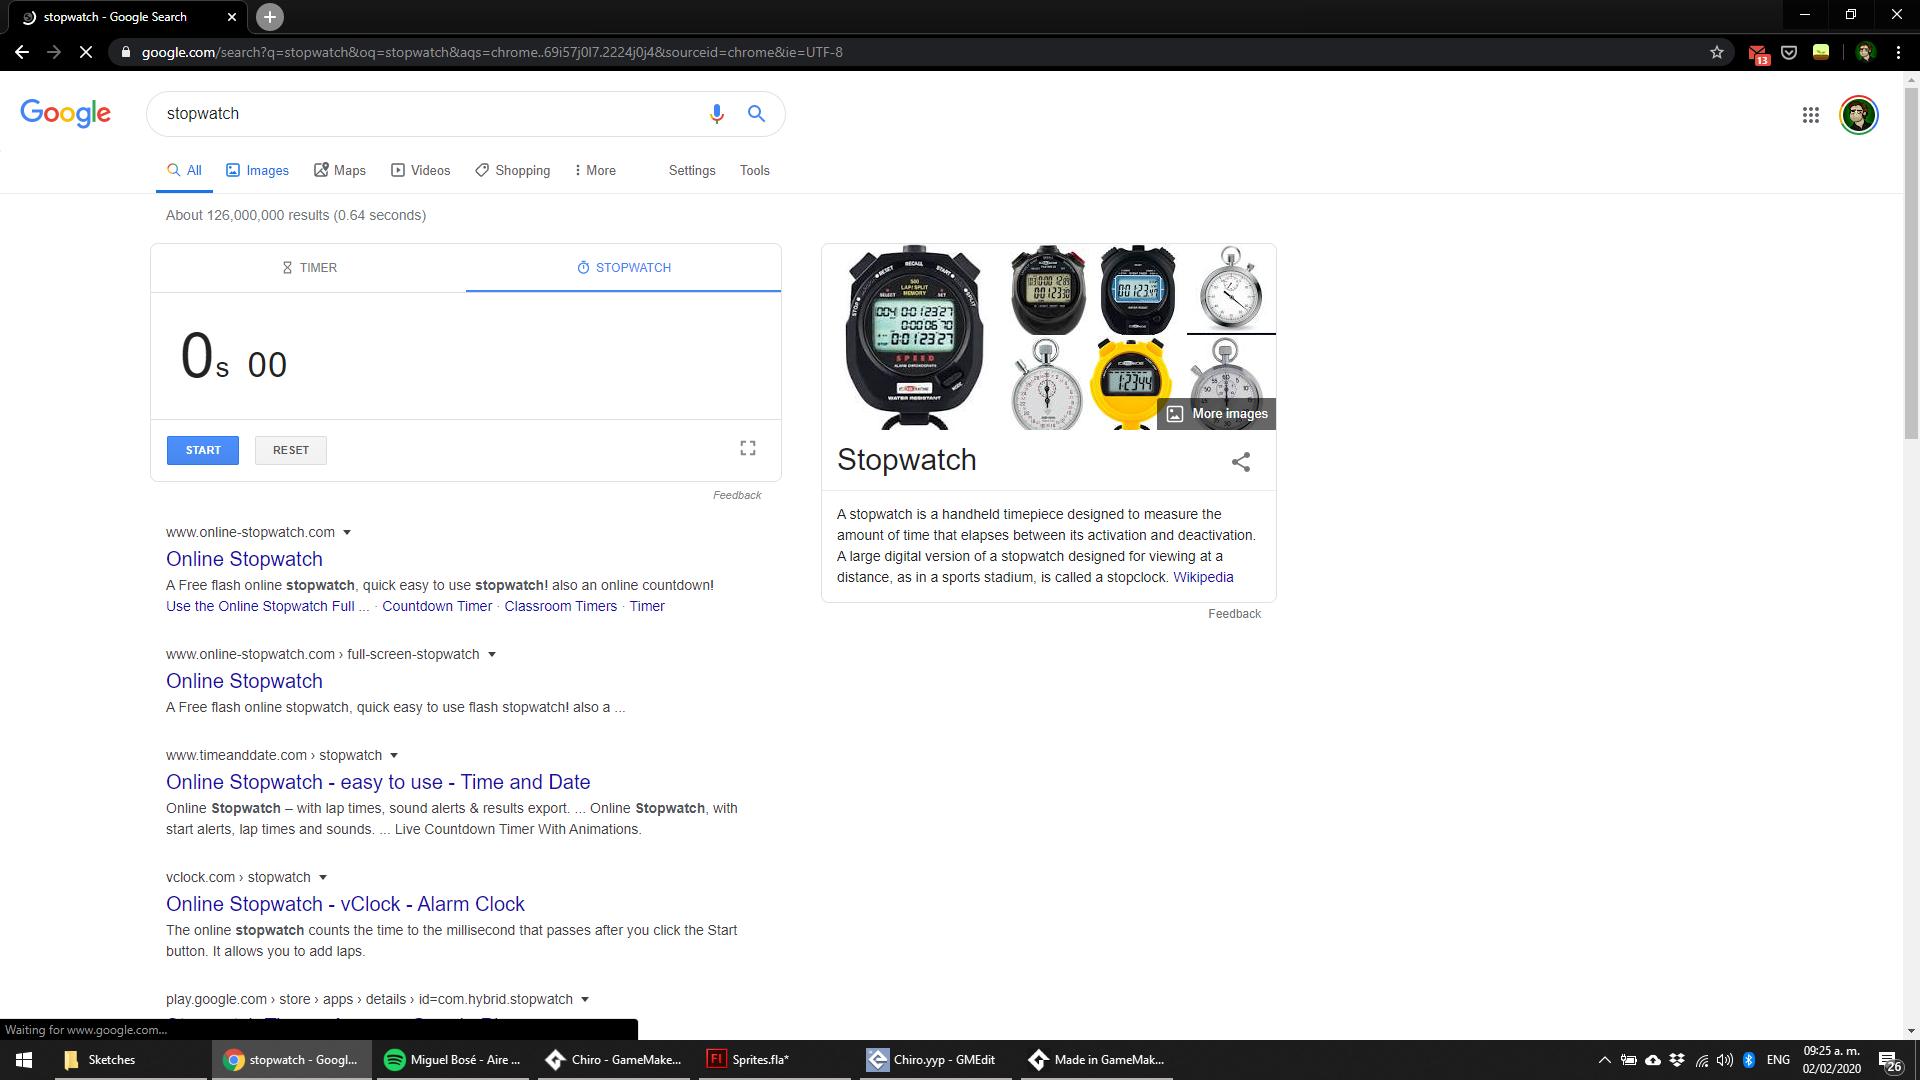 stopwatch - Google Search
google.com/search?q=stopwatch&oq=stopwatch&aqs=chrome..69i57j0l7.2224j0j4&sourceid=chrome&ie=UTF-8
13
Google
stopwatch
All Images Maps Videos Shopping More Settings Tools
About 126,000,000 results (0.64 seconds)
TIMER STOPWATCH
0s 00
START RESET
Feedback
More images
Stopwatch
A stopwatch is a handheld timepiece designed to measure the
amount of time that elapses between its activation and deactivation.
A large digital version of a stopwatch designed for viewing at a
distance, as in a sports stadium, is called a stopclock. Wikipedia
Feedback
www.online-stopwatch.com
Online Stopwatch
A Free flash online stopwatch, quick easy to use stopwatch! also an online countdown!
Use the Online Stopwatch Full ... · Countdown Timer · Classroom Timers · Timer
www.online-stopwatch.com › full-screen-stopwatch
Online Stopwatch
A Free flash online stopwatch, quick easy to use flash stopwatch! also a ...
www.timeanddate.com › stopwatch
Online Stopwatch - easy to use - Time and Date
Online Stopwatch – with lap times, sound alerts & results export. ... Online Stopwatch, with
start alerts, lap times and sounds. ... Live Countdown Timer With Animations.
vclock.com › stopwatch
Online Stopwatch - vClock - Alarm Clock
The online stopwatch counts the time to the millisecond that passes after you click the Start
button. It allows you to add laps.
play.google.com › store › apps › details › id=com.hybrid.stopwatch
Waiting for www.google.com...
Sketches
stopwatch - Googl...
Miguel Bosé - Aire ...
Chiro - GameMake...
Sprites.fla*
Chiro.yyp - GMEdit
Made in GameMak...
ENG
09:25 a. m.
02/02/2020
26